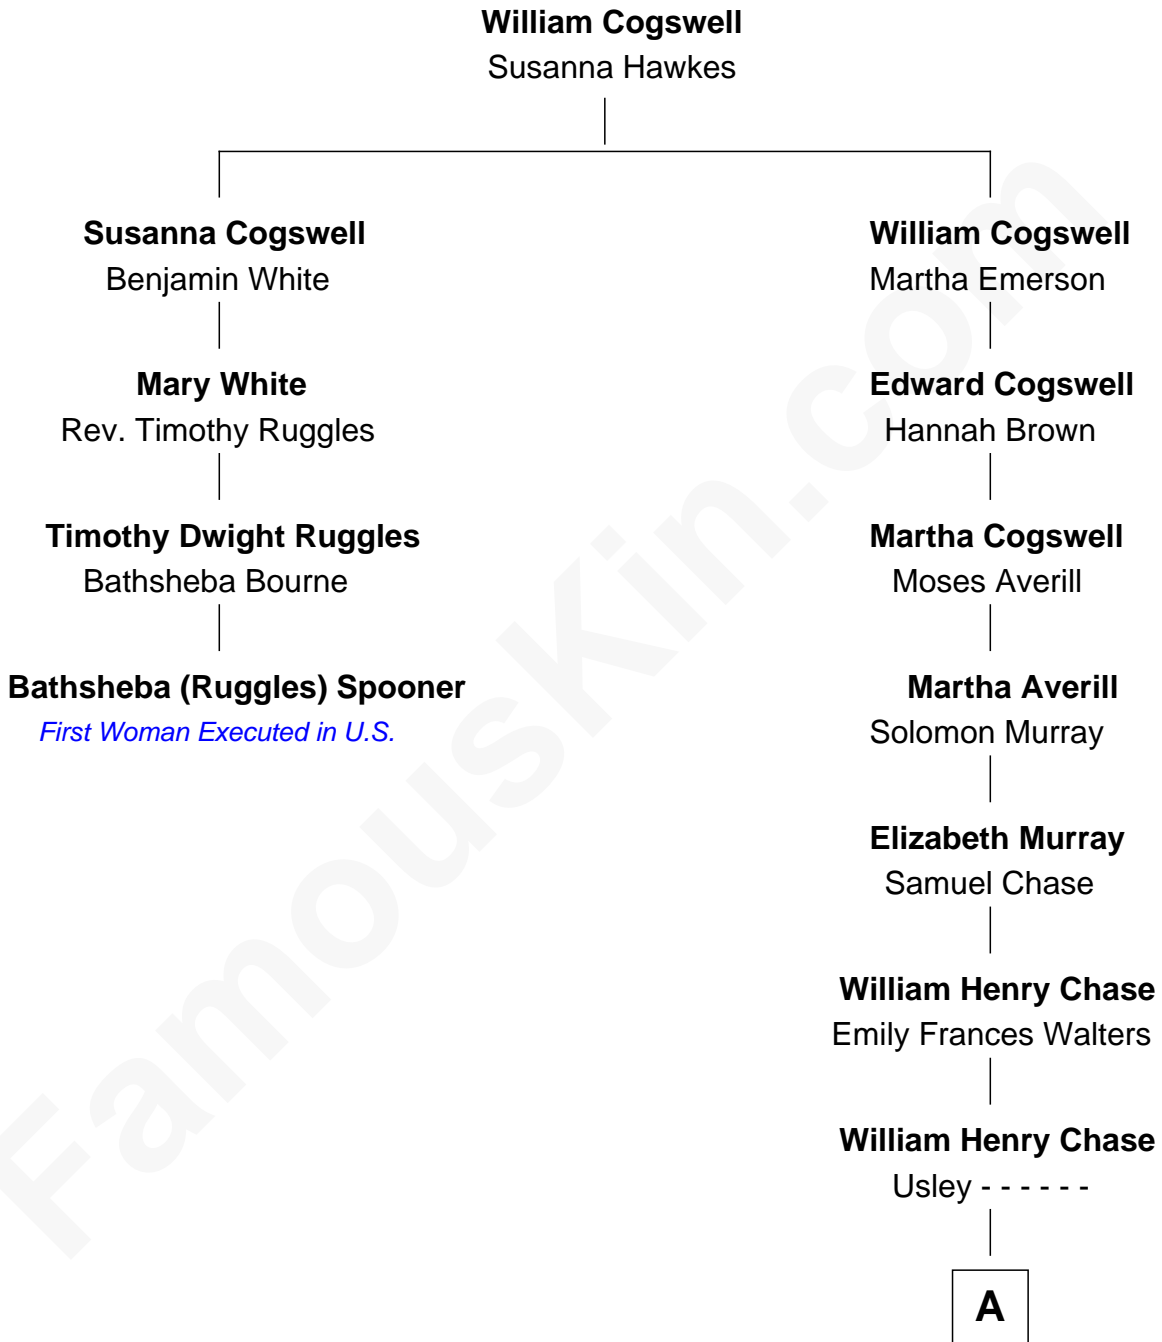 William Cogswell
Susanna Hawkes
Susanna Cogswell
Benjamin White
William Cogswell
Martha Emerson
Mary White
Rev. Timothy Ruggles
Edward Cogswell
Hannah Brown
Timothy Dwight Ruggles
Bathsheba Bourne
Martha Cogswell
Moses Averill
Bathsheba (Ruggles) Spooner
First Woman Executed in U.S.
Martha Averill
Solomon Murray
Elizabeth Murray
Samuel Chase
William Henry Chase
Emily Frances Walters
William Henry Chase
Usley - - - - - -
A
FamousKin.com